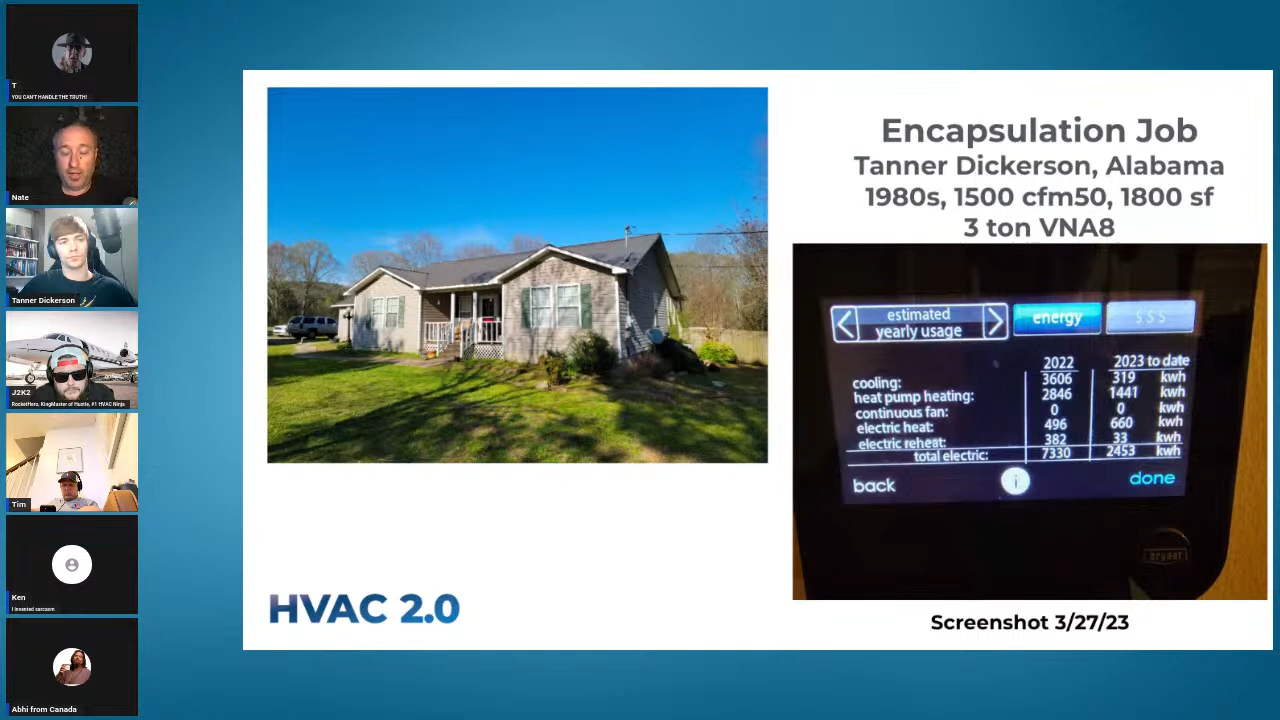 T
YOU CAN'T HANDLE THE TRUTH!
Nate
Tanner Dickerson
J2K2
RocketHero, KingMaster of Hustle, #1 HVAC Ninja
Tim
Ken
I invented sarcasm
Abhi from Canada
Encapsulation Job
Tanner Dickerson, Alabama
1980s, 1500 cfm50, 1800 sf
3 ton VNA8
estimated
yearly usage
energy
$$$
2022 2023 to date
cooling: 3606 319 kwh
heat pump heating: 2846 1441 kwh
continuous fan: 0 0 kwh
electric heat: 496 660 kwh
electric reheat: 382 33 kwh
total electric: 7330 2453 kwh
back
i
done
bryant
HVAC 2.0
Screenshot 3/27/23